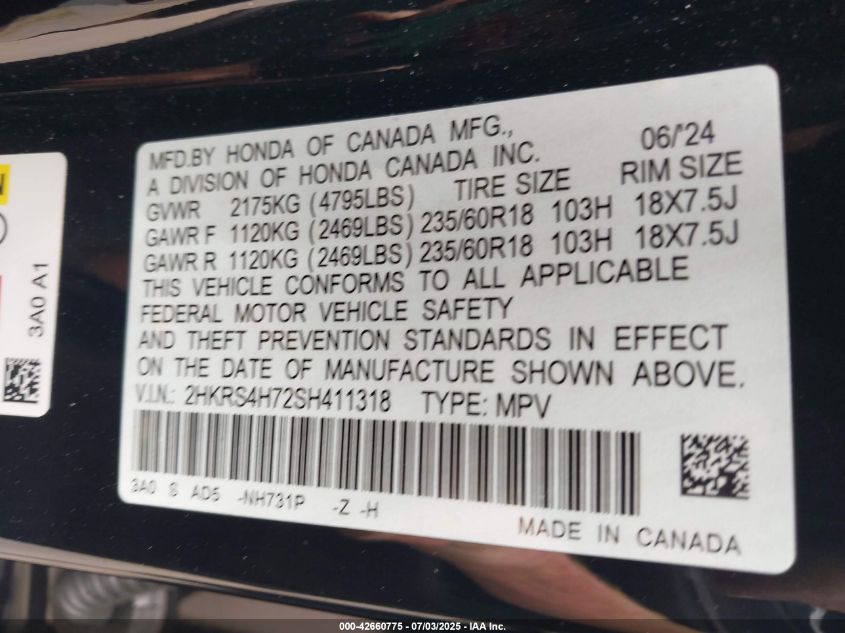 MFD.BY HONDA OF CANADA MFG., 06/'24
A DIVISION OF HONDA CANADA INC.
GVWR 2175KG (4795LBS) TIRE SIZE RIM SIZE
GAWR F 1120KG (2469LBS) 235/60R18 103H 18X7.5J
GAWR R 1120KG (2469LBS) 235/60R18 103H 18X7.5J
THIS VEHICLE CONFORMS TO ALL APPLICABLE
FEDERAL MOTOR VEHICLE SAFETY
AND THEFT PREVENTION STANDARDS IN EFFECT
ON THE DATE OF MANUFACTURE SHOWN ABOVE.
V.I.N.: 2HKRS4H72SH411318 TYPE: MPV
3A0 S AD5 -NH731P -Z -H
MADE IN CANADA
3A0 A1
000-42660775 - 07/03/2025 - IAA Inc.